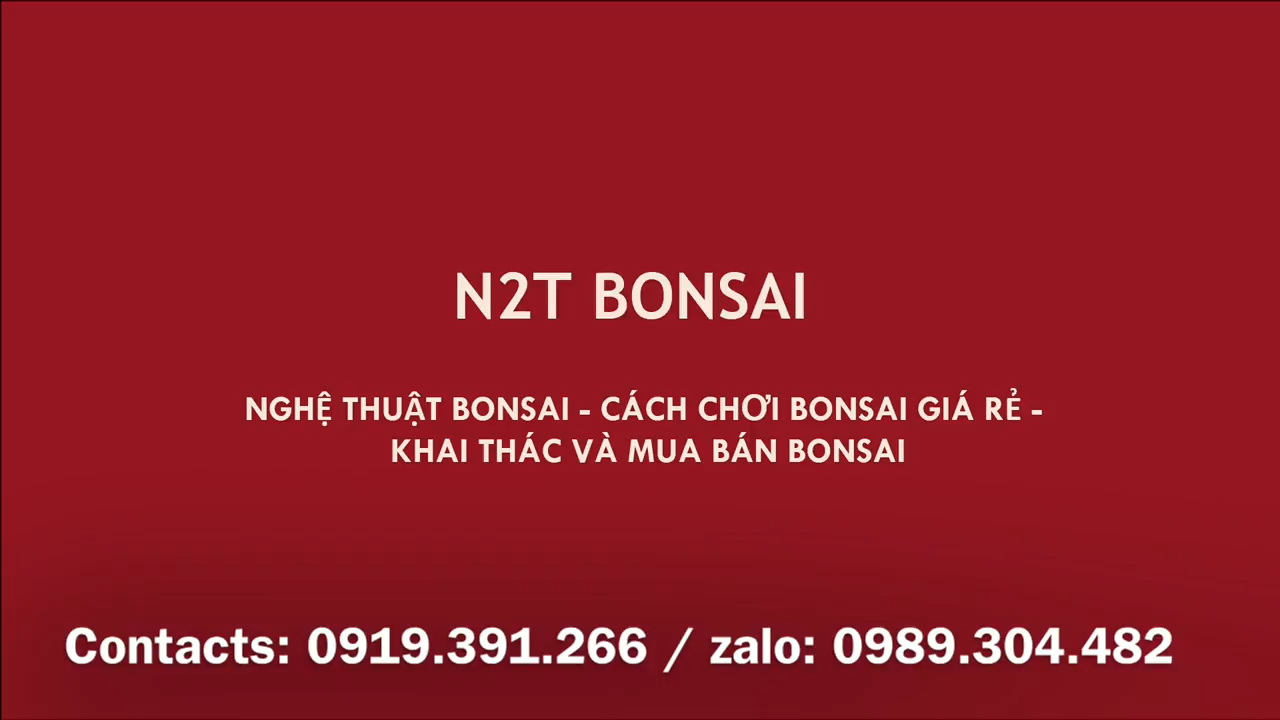 N2T BONSAI
NGHỆ THUẬT BONSAI - CÁCH CHƠI BONSAI GIÁ RẺ -
KHAI THÁC VÀ MUA BÁN BONSAI
Contacts: 0919.391.266 / zalo: 0989.304.482